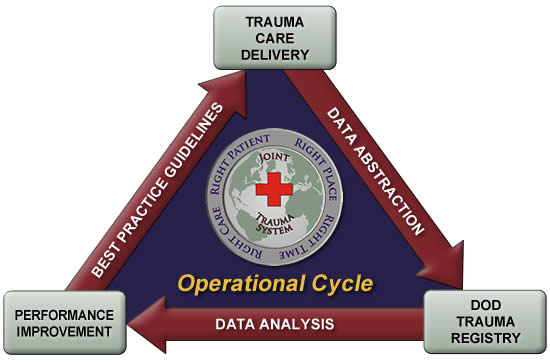 TRAUMA
CARE
DELIVERY
BEST PRACTICE GUIDELINES
DATA ABSTRACTION
RIGHT PATIENT
RIGHT PLACE
RIGHT TIME
RIGHT CARE
JOINT
TRAUMA
SYSTEM
Operational Cycle
PERFORMANCE
IMPROVEMENT
DATA ANALYSIS
DOD
TRAUMA
REGISTRY